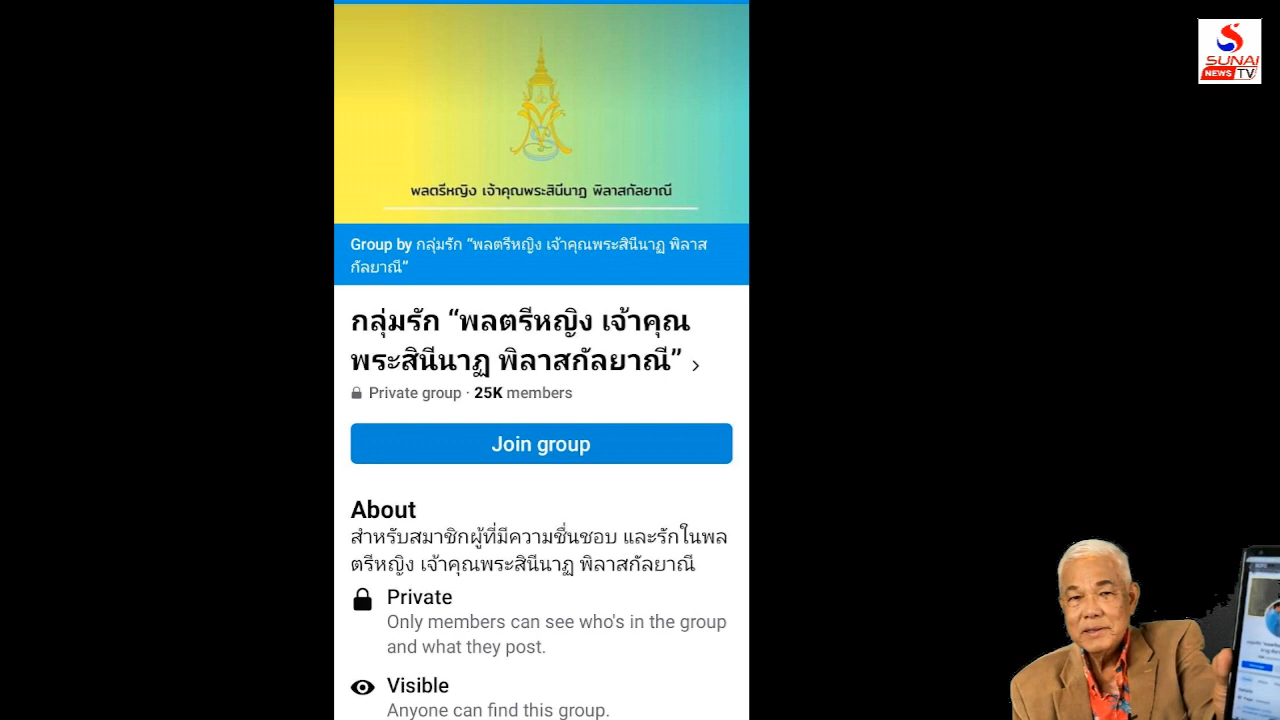 SUNAI
NEWS TV
พลตรีหญิง เจ้าคุณพระสินีนาฏ พิลาสกัลยาณี
Group by กลุ่มรัก “พลตรีหญิง เจ้าคุณพระสินีนาฏ พิลาส
กัลยาณี”
กลุ่มรัก “พลตรีหญิง เจ้าคุณ
พระสินีนาฏ พิลาสกัลยาณี” >
Private group · 25K members
Join group
About
สำหรับสมาชิกผู้ที่มีความชื่นชอบ และรักในพล
ตรีหญิง เจ้าคุณพระสินีนาฏ พิลาสกัลยาณี
Private
Only members can see who's in the group
and what they post.
Visible
Anyone can find this group.